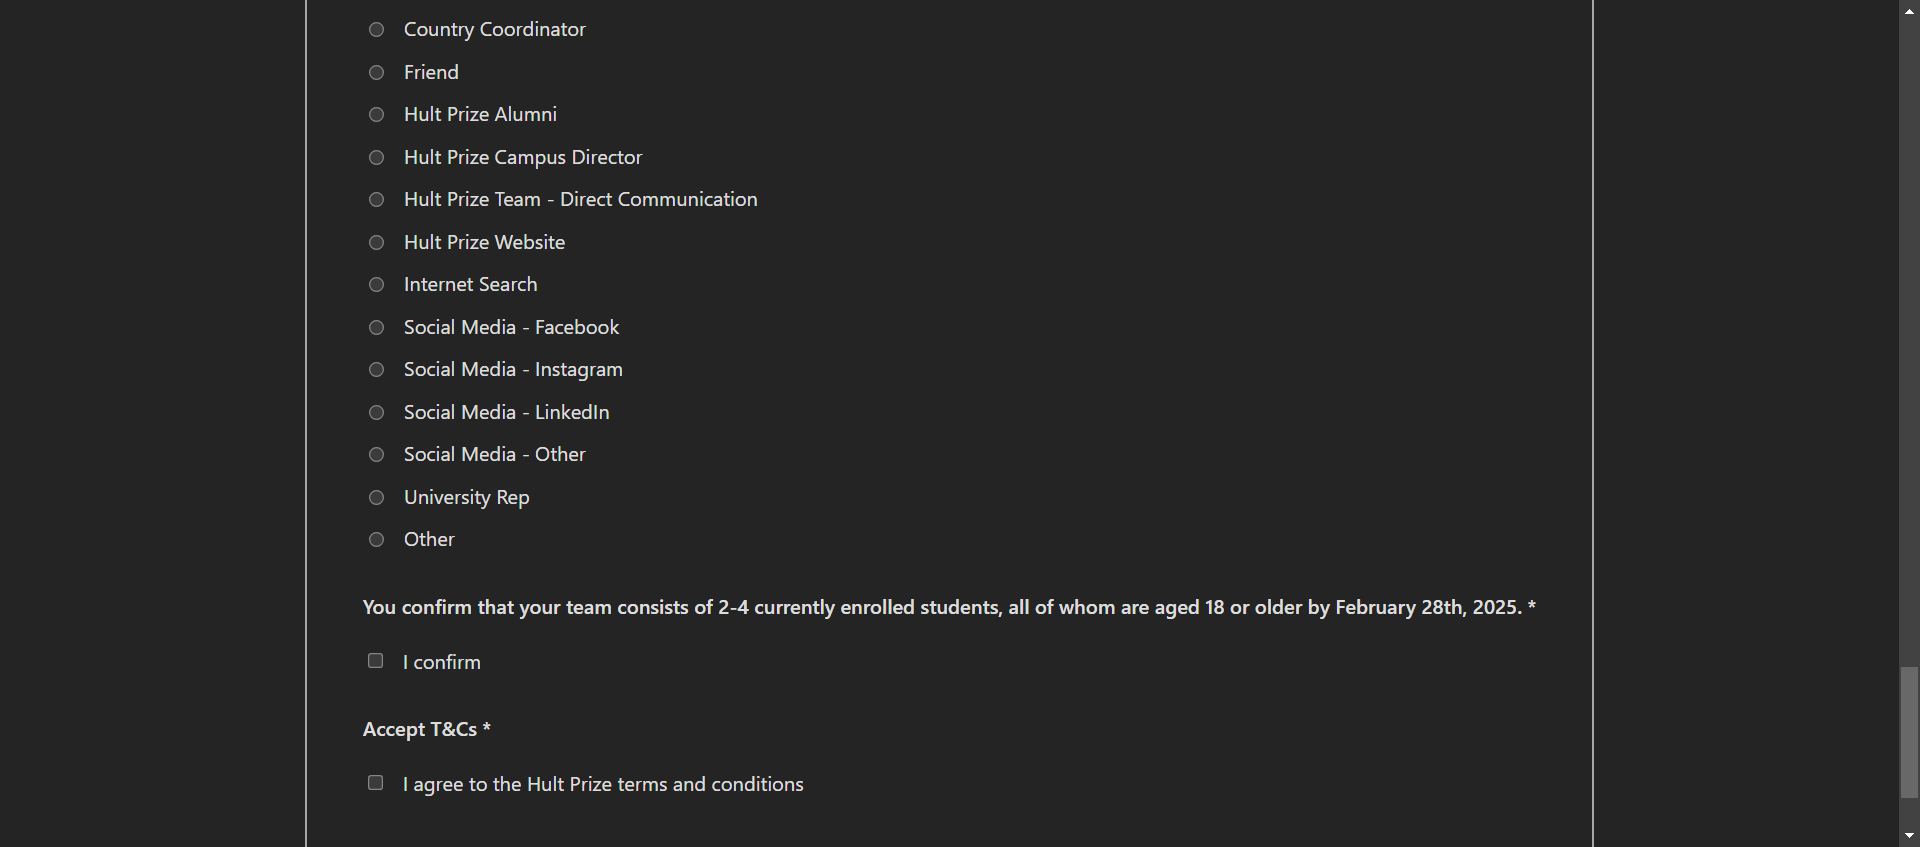 Country Coordinator
Friend
Hult Prize Alumni
Hult Prize Campus Director
Hult Prize Team - Direct Communication
Hult Prize Website
Internet Search
Social Media - Facebook
Social Media - Instagram
Social Media - LinkedIn
Social Media - Other
University Rep
Other
You confirm that your team consists of 2-4 currently enrolled students, all of whom are aged 18 or older by February 28th, 2025. *
I confirm
Accept T&Cs *
I agree to the Hult Prize terms and conditions